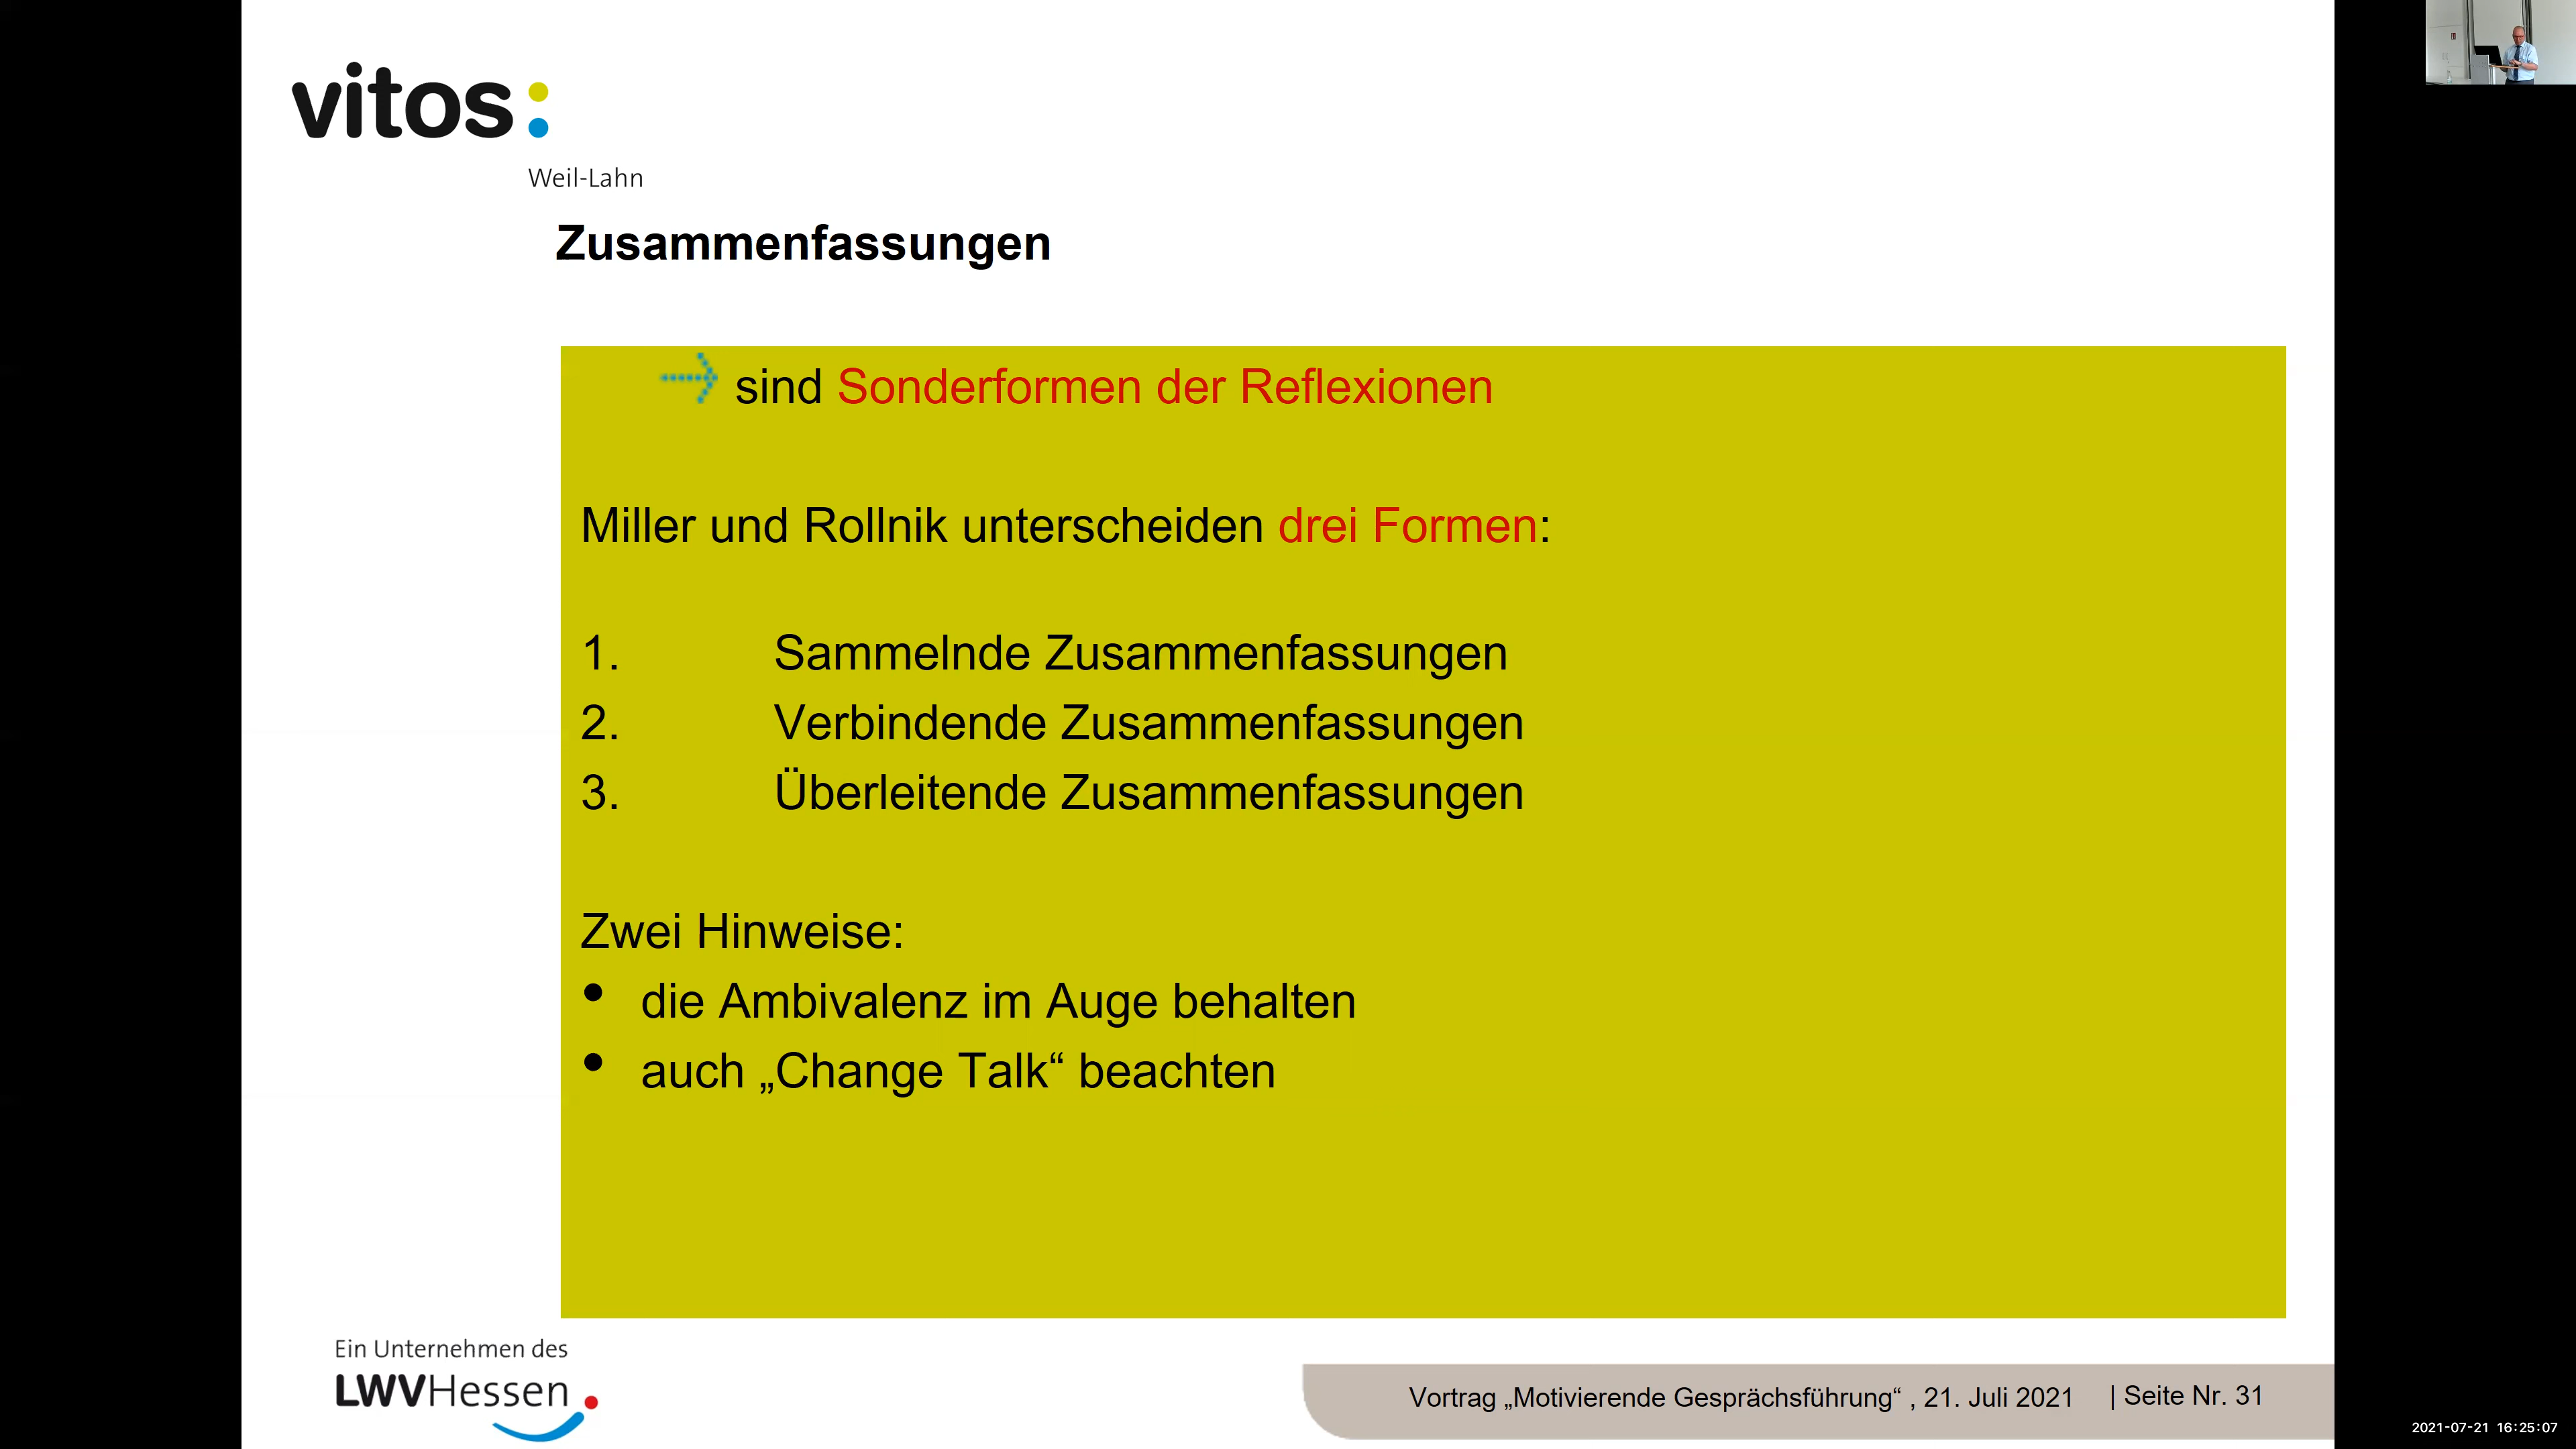 vitos:
Weil-Lahn
Zusammenfassungen
sind Sonderformen der Reflexionen
Miller und Rollnik unterscheiden drei Formen:
1. Sammelnde Zusammenfassungen
2. Verbindende Zusammenfassungen
3. Überleitende Zusammenfassungen
Zwei Hinweise:
• die Ambivalenz im Auge behalten
• auch „Change Talk“ beachten
Ein Unternehmen des
LWVHessen
Vortrag „Motivierende Gesprächsführung“ , 21. Juli 2021 | Seite Nr. 31
2021-07-21 16:25:07